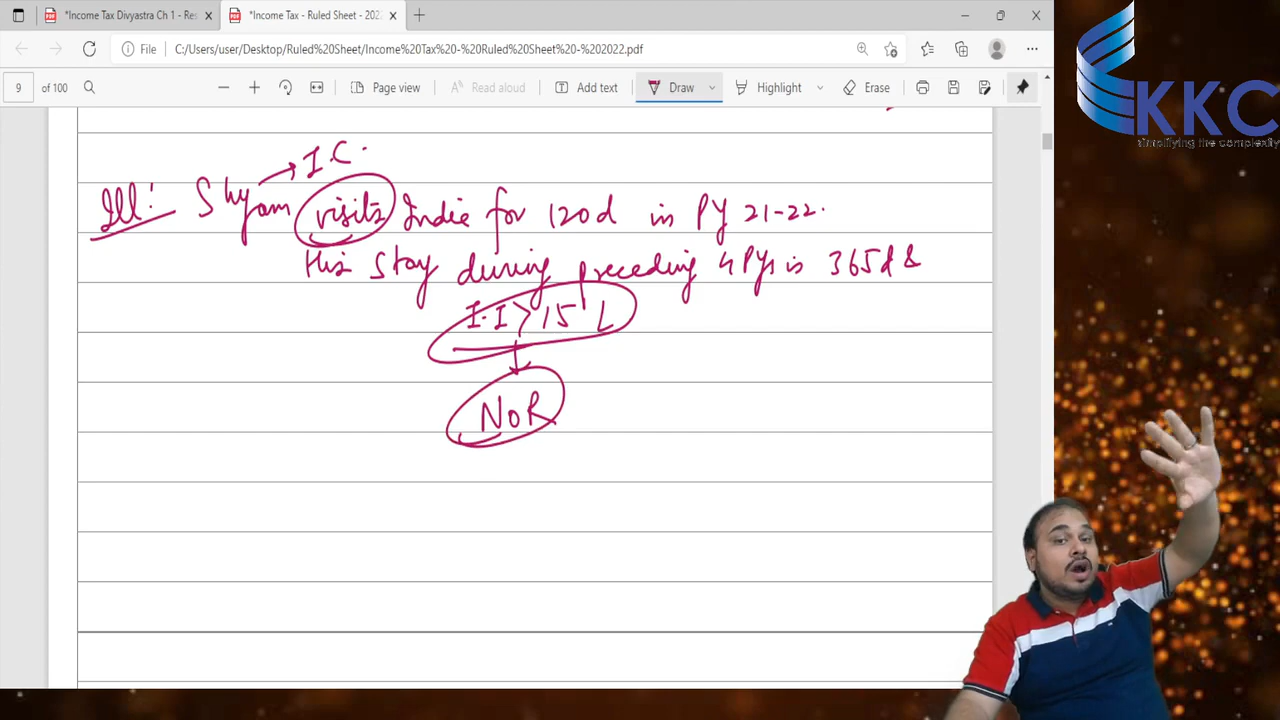 *Income Tax Divyastra Ch 1 - Res
*Income Tax - Ruled Sheet - 202
File
C:/Users/user/Desktop/Ruled%20Sheet/Income%20Tax%20-%20Ruled%20Sheet%20-%202022.pdf
9 of 100
Page view
Read aloud
Add text
Draw
Highlight
Erase
KKC
simplifying the complexity
I.C.
Ill: Shyam visits India for 120d in PY 21-22.
His Stay during preceding 4 PYs is 365d &
I.I > 15 L
NOR